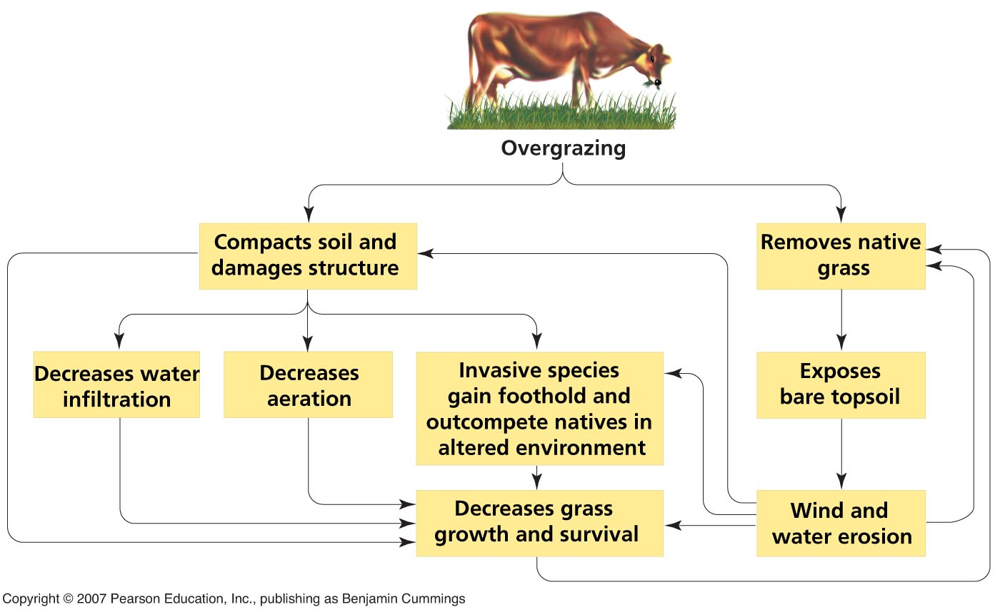 Overgrazing
Compacts soil and
damages structure
Removes native
grass
Decreases water
infiltration
Decreases
aeration
Invasive species
gain foothold and
outcompete natives in
altered environment
Exposes
bare topsoil
Decreases grass
growth and survival
Wind and
water erosion
Copyright © 2007 Pearson Education, Inc., publishing as Benjamin Cummings